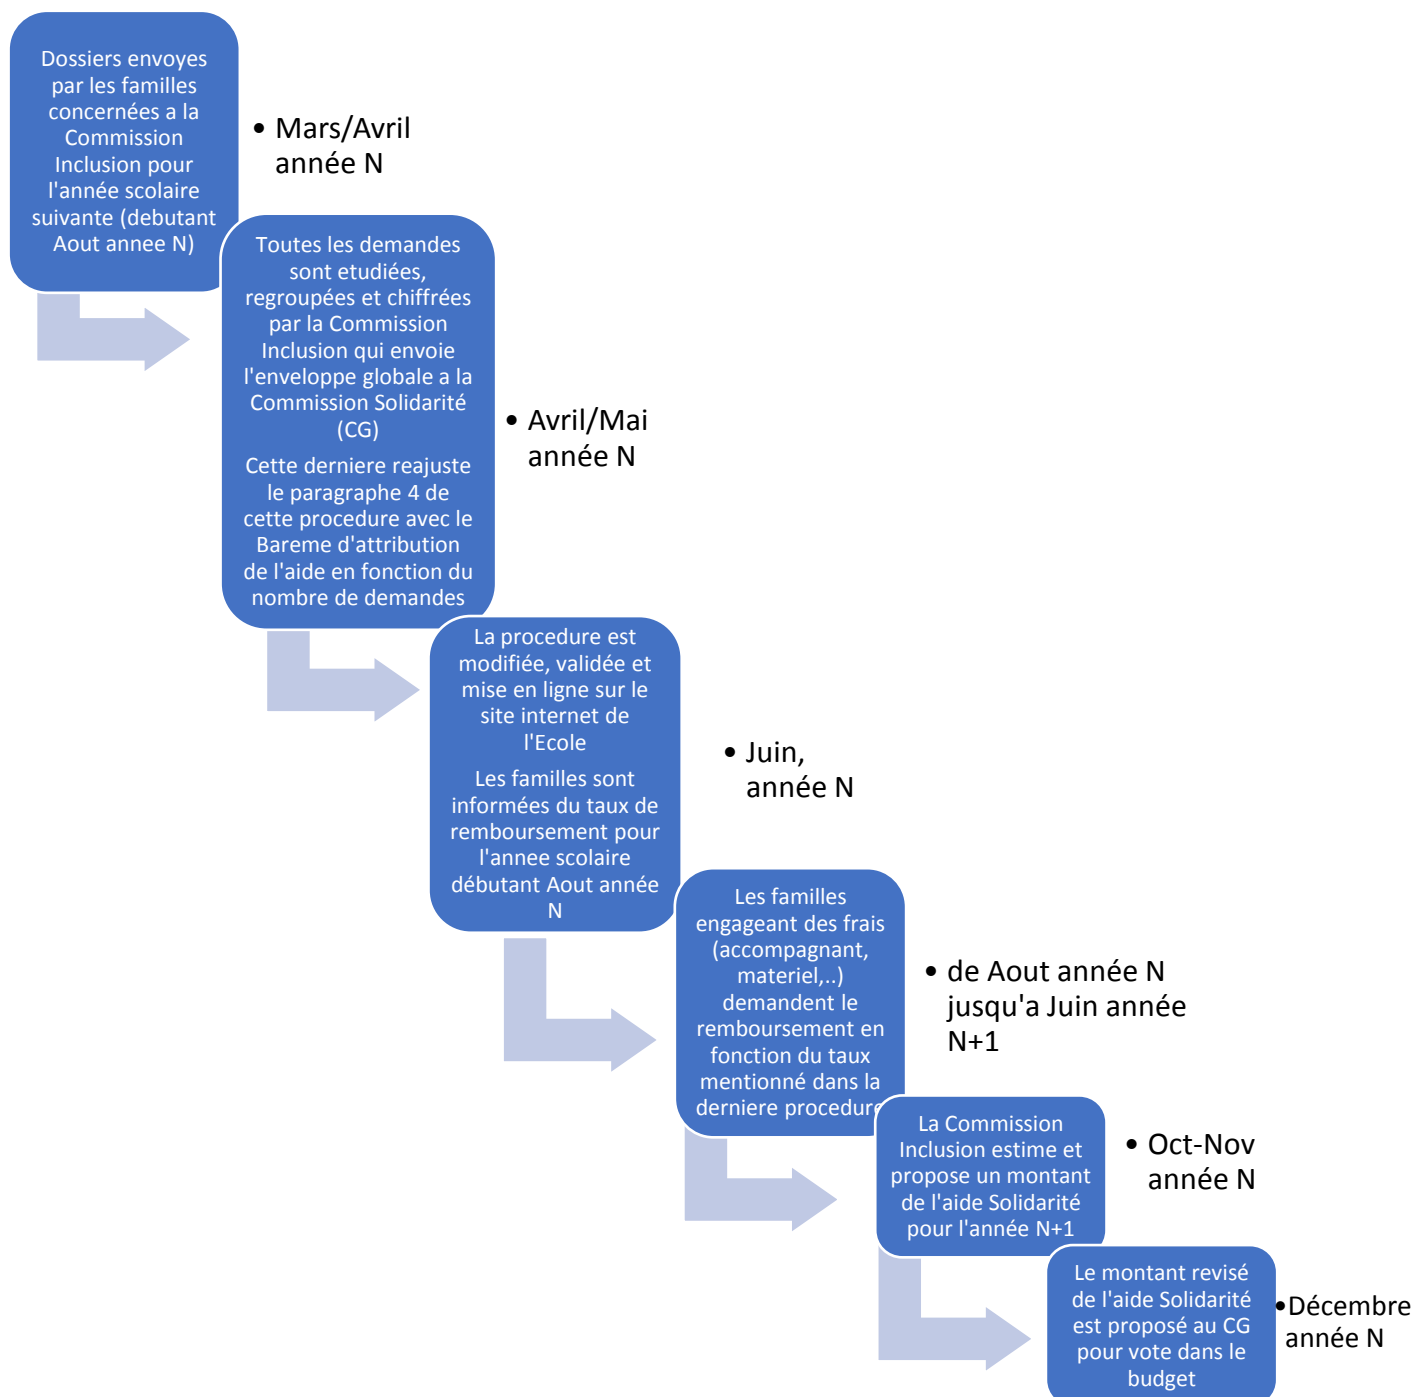 Dossiers envoyes
par les familles
concernées a la
Commission
Inclusion pour
l'année scolaire
suivante (debutant
Aout annee N)
• Mars/Avril
année N
Toutes les demandes
sont etudiées,
regroupées et chiffrées
par la Commission
Inclusion qui envoie
l'enveloppe globale a la
Commission Solidarité
(CG)
Cette derniere reajuste
le paragraphe 4 de
cette procedure avec le
Bareme d'attribution
de l'aide en fonction du
nombre de demandes
• Avril/Mai
année N
La procedure est
modifiée, validée et
mise en ligne sur le
site internet de
l'Ecole
Les familles sont
informées du taux de
remboursement pour
l'annee scolaire
débutant Aout année
N
• Juin,
année N
Les familles
engageant des frais
(accompagnant,
materiel,..)
demandent le
remboursement en
fonction du taux
mentionné dans la
derniere procedure
• de Aout année N
jusqu'a Juin année
N+1
La Commission
Inclusion estime et
propose un montant
de l'aide Solidarité
pour l'année N+1
• Oct-Nov
année N
Le montant revisé
de l'aide Solidarité
est proposé au CG
pour vote dans le
budget
•Décembre
année N